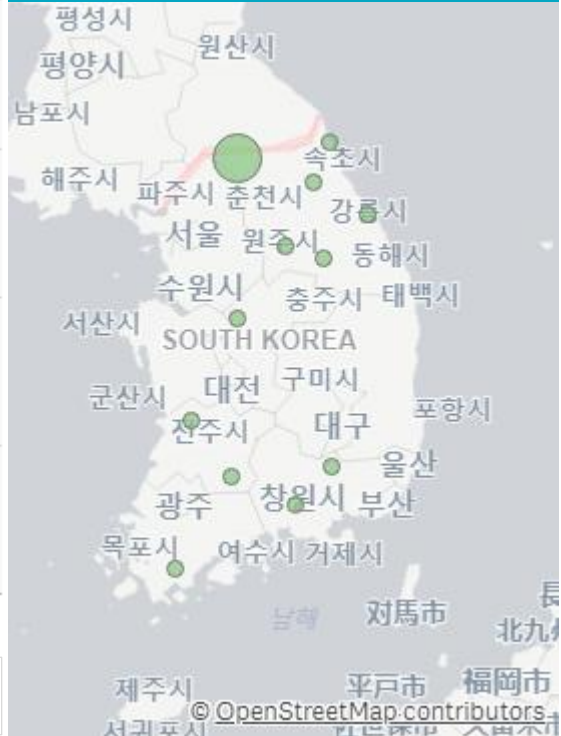 평성시
원산시
평양시
남포시
속초시
해주시
파주시 춘천시
강릉시
서울 원주시
동해시
수원시
충주시 태백시
서산시
SOUTH KOREA
대전 구미시
군산시
포항시
전주시 대구
울산
광주 창원시 부산
목포시 여수시 거제시
남해
対馬市
長
北九
제주시 平戸市 福岡市
© OpenStreetMap contributors